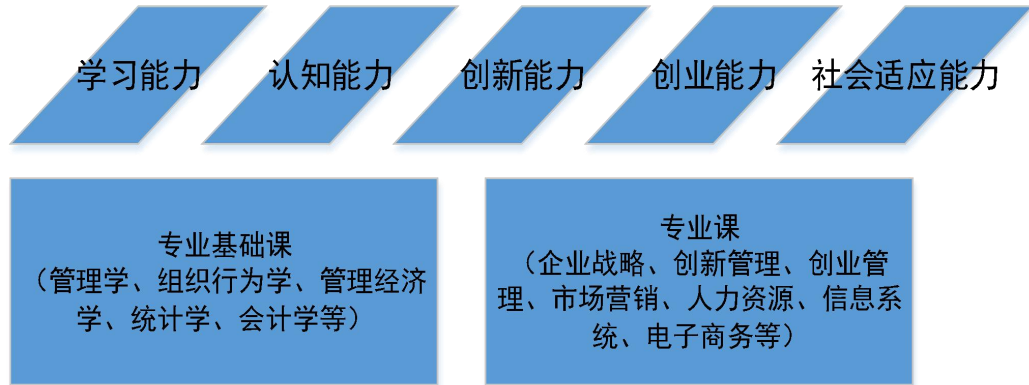 学习能力
认知能力
创新能力
创业能力
社会适应能力
专业基础课
（管理学、组织行为学、管理经济
学、统计学、会计学等）
专业课
（企业战略、创新管理、创业管
理、市场营销、人力资源、信息系
统、电子商务等）